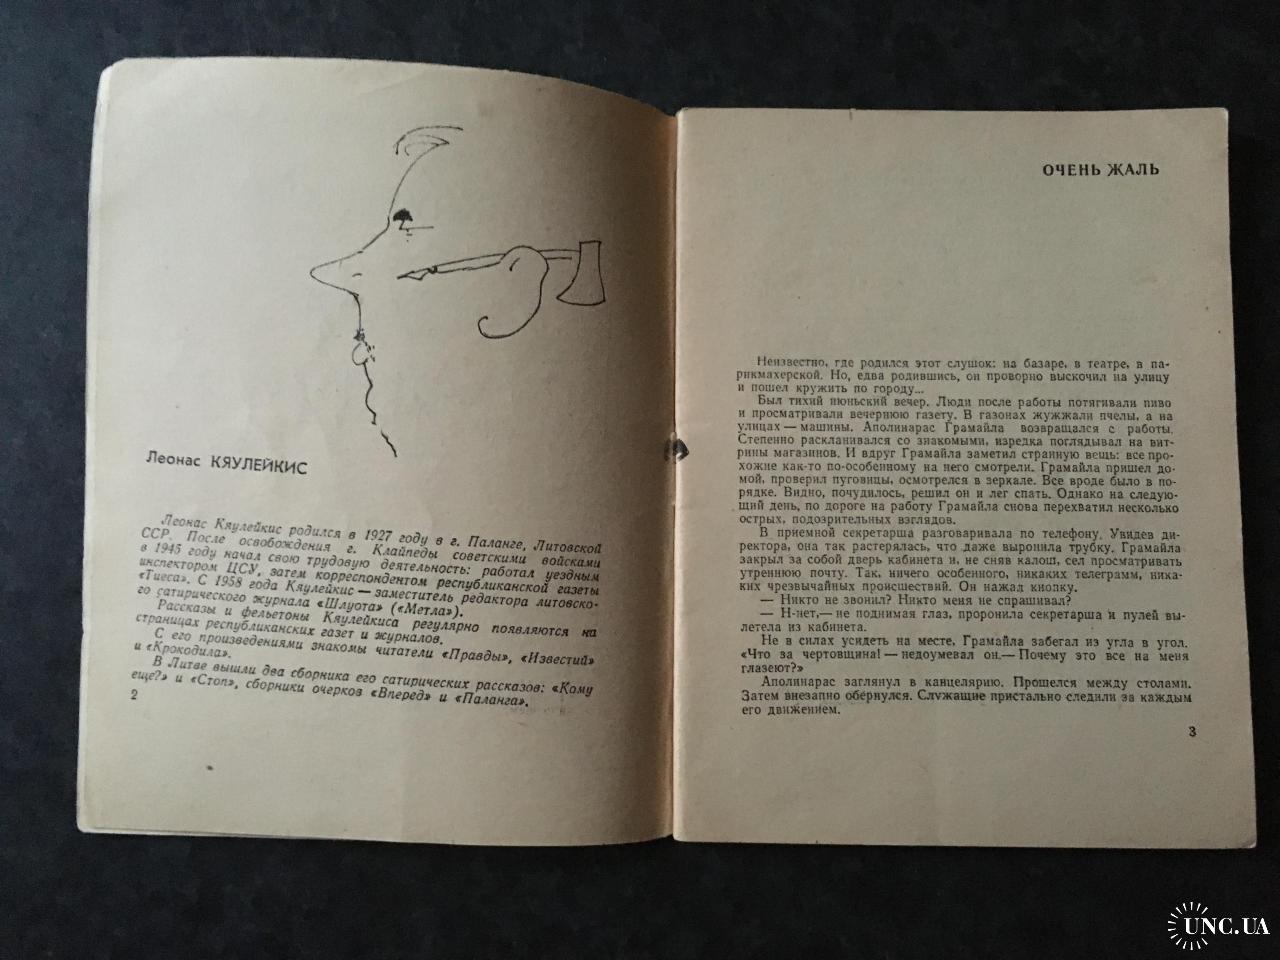 Леонас КЯУЛЕЙКИС
Леонас Кяулейкис родился в 1927 году в г. Паланге, Литовской
ССР. После освобождения г. Клайпеды советскими войсками
в 1945 году начал свою трудовую деятельность: работал уездным
инспектором ЦСУ, затем корреспондентом республиканской газеты
«Тиеса». С 1958 года Кяулейкис — заместитель редактора литовско-
го сатирического журнала «Шлуота» («Метла»).
Рассказы и фельетоны Кяулейкиса регулярно появляются на
страницах республиканских газет и журналов.
С его произведениями знакомы читатели «Правды», «Известий»
и «Крокодила».
В Литве вышли два сборника его сатирических рассказов: «Кому
еще?» и «Стоп», сборники очерков «Вперед» и «Паланга».
2
ОЧЕНЬ ЖАЛЬ
Неизвестно, где родился этот слушок: на базаре, в театре, в па-
рикмахерской. Но, едва родившись, он проворно выскочил на улицу
и пошел кружить по городу...
Был тихий июньский вечер. Люди после работы потягивали пиво
и просматривали вечернюю газету. В газонах жужжали пчелы, а на
улицах — машины. Аполинарас Грамайла возвращался с работы.
Степенно раскланивался со знакомыми, изредка поглядывал на вит-
рины магазинов. И вдруг Грамайла заметил странную вещь: все про-
хожие как-то по-особенному на него смотрели. Грамайла пришел до-
мой, проверил пуговицы, осмотрелся в зеркале. Все вроде было в по-
рядке. Видно, почудилось, решил он и лег спать. Однако на следую-
щий день, по дороге на работу Грамайла снова перехватил несколько
острых, подозрительных взглядов.
В приемной секретарша разговаривала по телефону. Увидев ди-
ректора, она так растерялась, что даже выронила трубку. Грамайла
закрыл за собой дверь кабинета и, не сняв калош, сел просматривать
утреннюю почту. Так, ничего особенного, никаких телеграмм, ника-
ких чрезвычайных происшествий. Он нажал кнопку.
— Никто не звонил? Никто меня не спрашивал?
— Н-нет,— не поднимая глаз, проронила секретарша и пулей вы-
летела из кабинета.
Не в силах усидеть на месте, Грамайла забегал из угла в угол.
«Что за чертовщина! — недоумевал он.— Почему это все на меня
глазеют?»
Аполинарас заглянул в канцелярию. Прошелся между столами.
Затем внезапно обернулся. Служащие пристально следили за каждым
его движением.
3
UNC.UA